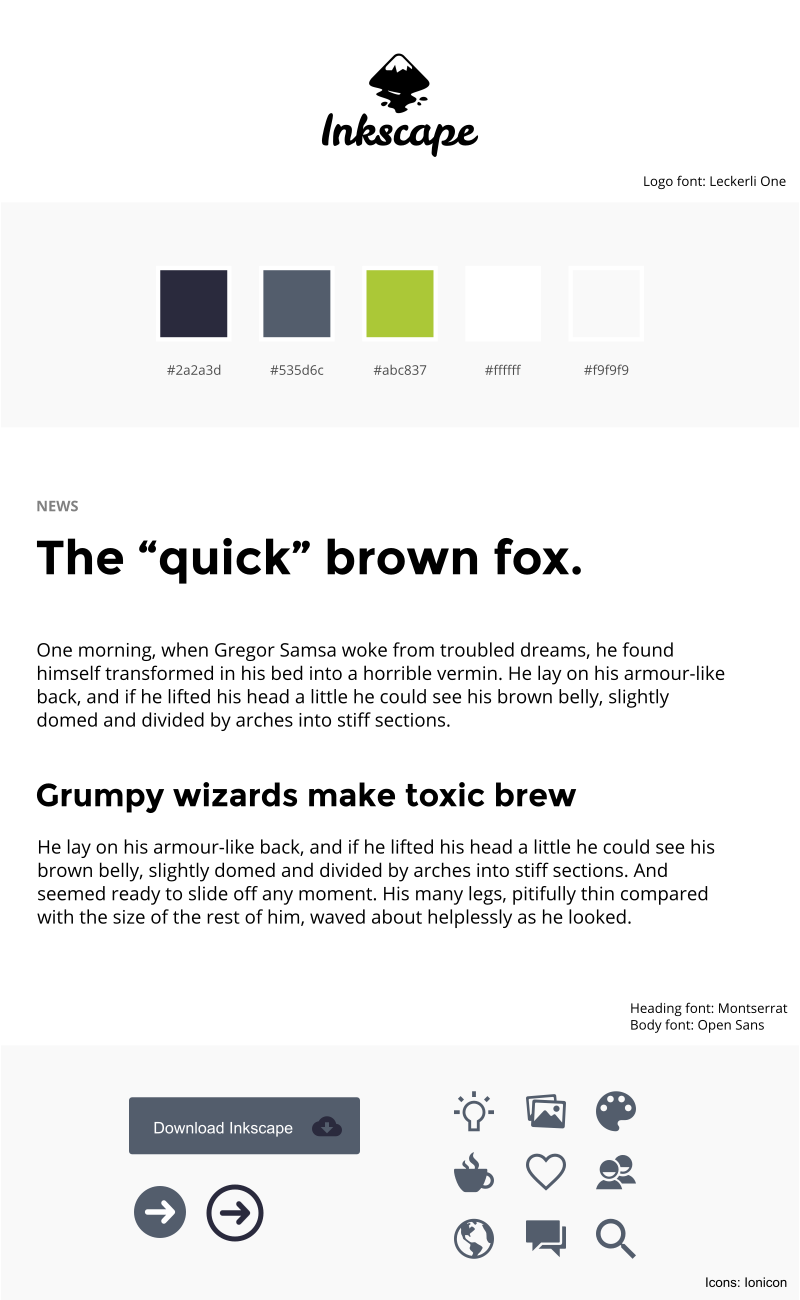 Inkscape
Logo font: Leckerli One
#2a2a3d #535d6c #abc837 #ffffff #f9f9f9
NEWS
The “quick” brown fox.
One morning, when Gregor Samsa woke from troubled dreams, he found
himself transformed in his bed into a horrible vermin. He lay on his armour-like
back, and if he lifted his head a little he could see his brown belly, slightly
domed and divided by arches into stiff sections.
Grumpy wizards make toxic brew
He lay on his armour-like back, and if he lifted his head a little he could see his
brown belly, slightly domed and divided by arches into stiff sections. And
seemed ready to slide off any moment. His many legs, pitifully thin compared
with the size of the rest of him, waved about helplessly as he looked.
Heading font: Montserrat
Body font: Open Sans
Download Inkscape
Icons: Ionicon